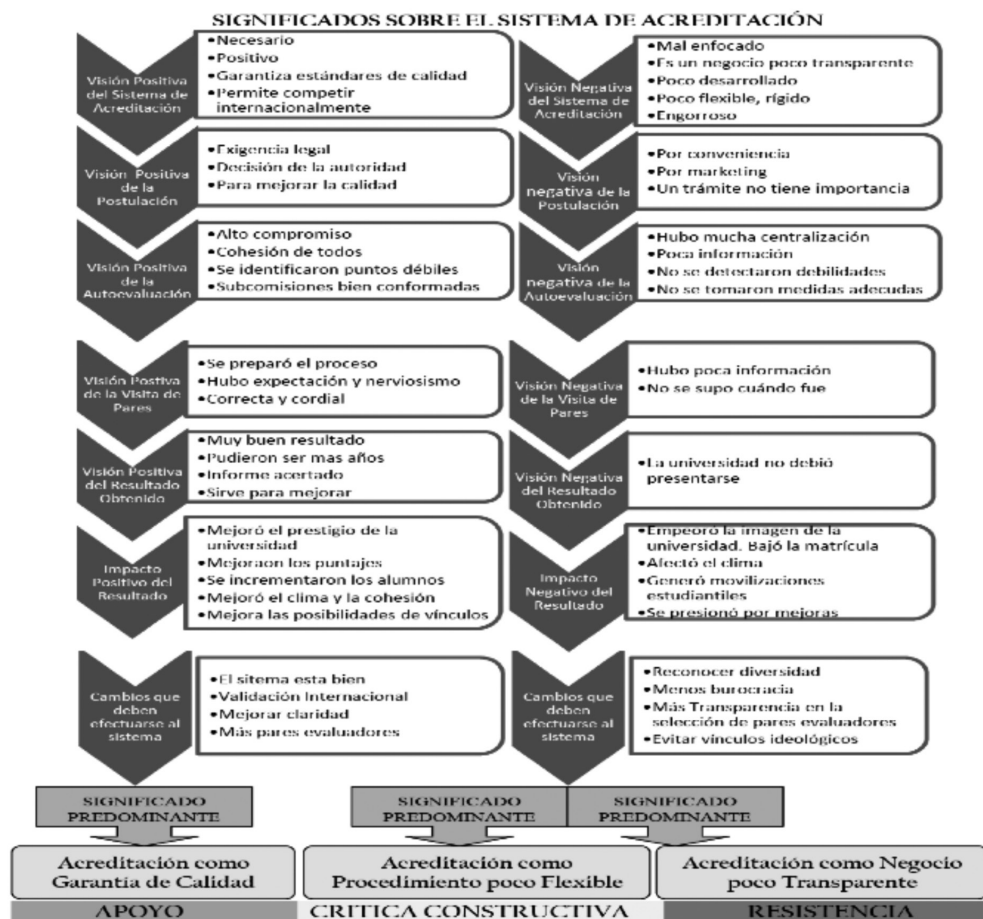 SIGNIFICADOS SOBRE EL SISTEMA DE ACREDITACIÓN
Visión Positiva
del Sistema de
Acreditación
•Necesario
•Positivo
•Garantiza estándares de calidad
•Permite competir
internacionalmente
Visión Negativa
del Sistema de
Acreditación
•Mal enfocado
•Es un negocio poco transparente
•Poco desarrollado
•Poco flexible, rígido
•Engorroso
Visión Positiva
de la
Postulación
•Exigencia legal
•Decisión de la autoridad
•Para mejorar la calidad
Visión
negativa de la
Postulación
•Por conveniencia
•Por marketing
•Un trámite no tiene importancia
Visión Positiva
de la
Autoevaluación
•Alto compromiso
•Cohesión de todos
•Se identificaron puntos débiles
•Subcomisiones bien conformadas
Visión
negativa de la
Autoevaluación
•Hubo mucha centralización
•Poca información
•No se detectaron debilidades
•No se tomaron medidas adecudas
Visión Postiva
de la Visita de
Pares
•Se preparó el proceso
•Hubo expectación y nerviosismo
•Correcta y cordial
Visión Negativa
de la Visita de
Pares
•Hubo poca información
•No se supo cuándo fue
Visión Positiva
del Resultado
Obtenido
•Muy buen resultado
•Pudieron ser mas años
•Informe acertado
•Sirve para mejorar
Visión Negativa
del Resultado
Obtenido
•La universidad no debió
presentarse
Impacto
Positivo del
Resultado
•Mejoró el prestigio de la
universidad
•Mejoraon los puntajes
•Se incrementaron los alumnos
•Mejoró el clima y la cohesión
•Mejora las posibilidades de vínculos
Impacto
Negativo del
Resultado
•Empeoró la imagen de la
universidad. Bajó la matrícula
•Afectó el clima
•Generó movilizaciones
estudiantiles
•Se presionó por mejoras
Cambios que
deben
efectuarse al
sistema
•El sitema esta bien
•Validación Internacional
•Mejorar claridad
•Más pares evaluadores
Cambios que
deben
efectuarse al
sistema
•Reconocer diversidad
•Menos burocracia
•Más Transparencia en la
selección de pares evaluadores
•Evitar vínculos ideológicos
SIGNIFICADO
PREDOMINANTE
SIGNIFICADO
PREDOMINANTE
SIGNIFICADO
PREDOMINANTE
Acreditación como
Garantía de Calidad
Acreditación como
Procedimiento poco Flexible
Acreditación como Negocio
poco Transparente
APOYO
CRITICA CONSTRUCTIVA
RESISTENCIA